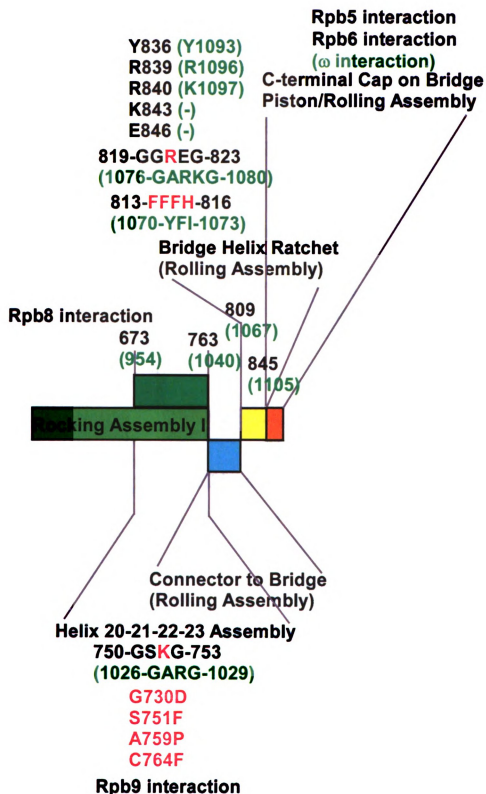 Rpb5 interaction
Rpb6 interaction
(ω interaction)
C-terminal Cap on Bridge
Piston/Rolling Assembly
Y836 (Y1093)
R839 (R1096)
R840 (K1097)
K843 (-)
E846 (-)
819-GGREG-823
(1076-GARKG-1080)
813-FFFH-816
(1070-YFI-1073)
Bridge Helix Ratchet
(Rolling Assembly)
Rpb8 interaction
673
(954)
763
(1040)
809
(1067)
845
(1105)
Rocking Assembly I
Connector to Bridge
(Rolling Assembly)
Helix 20-21-22-23 Assembly
750-GSKG-753
(1026-GARG-1029)
G730D
S751F
A759P
C764F
Rpb9 interaction